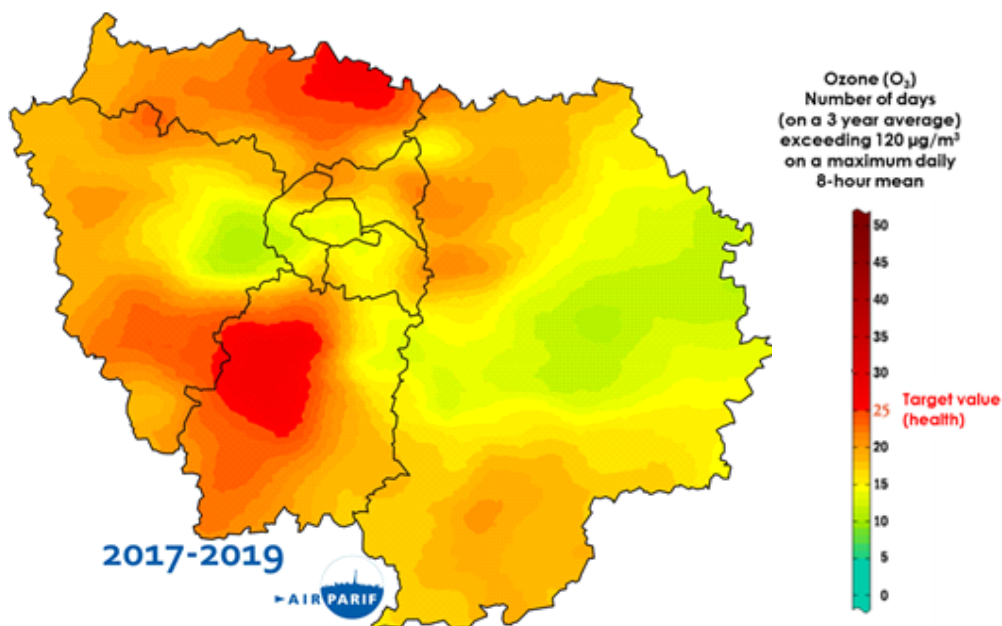 Ozone (O₃)
Number of days
(on a 3 year average)
exceeding 120 µg/m³
on a maximum daily
8-hour mean
50
45
40
35
30
25
Target value
(health)
20
15
10
5
0
2017-2019
AIRPARIF